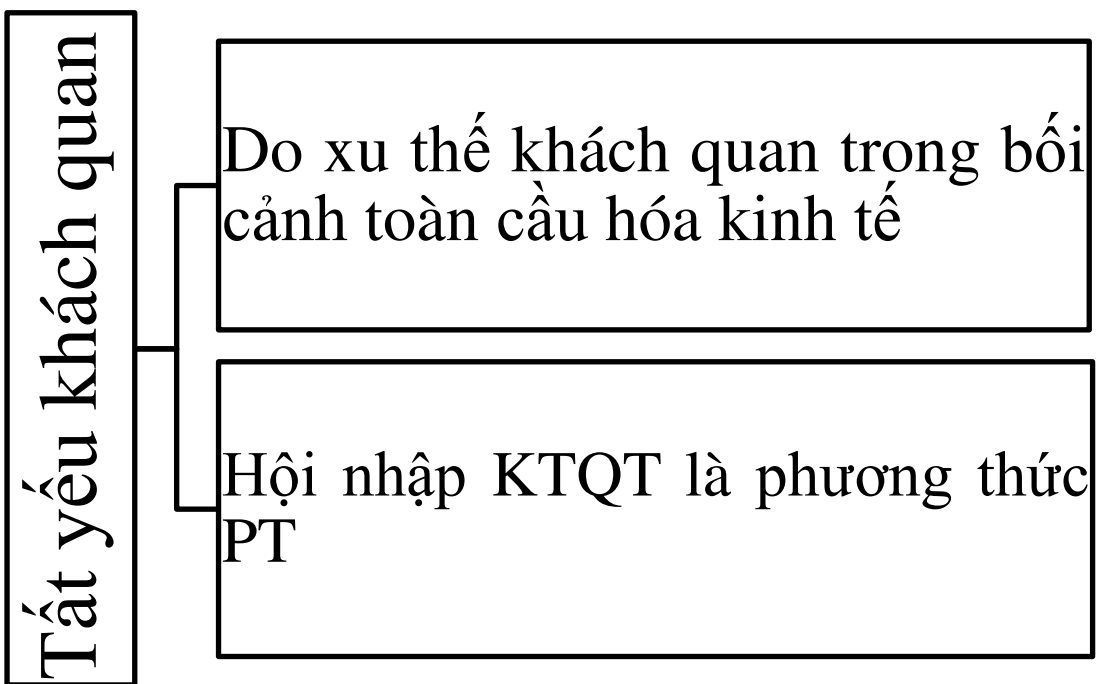 Tất yếu khách quan
Do xu thế khách quan trong bối
cảnh toàn cầu hóa kinh tế
Hội nhập KTQT là phương thức
PT